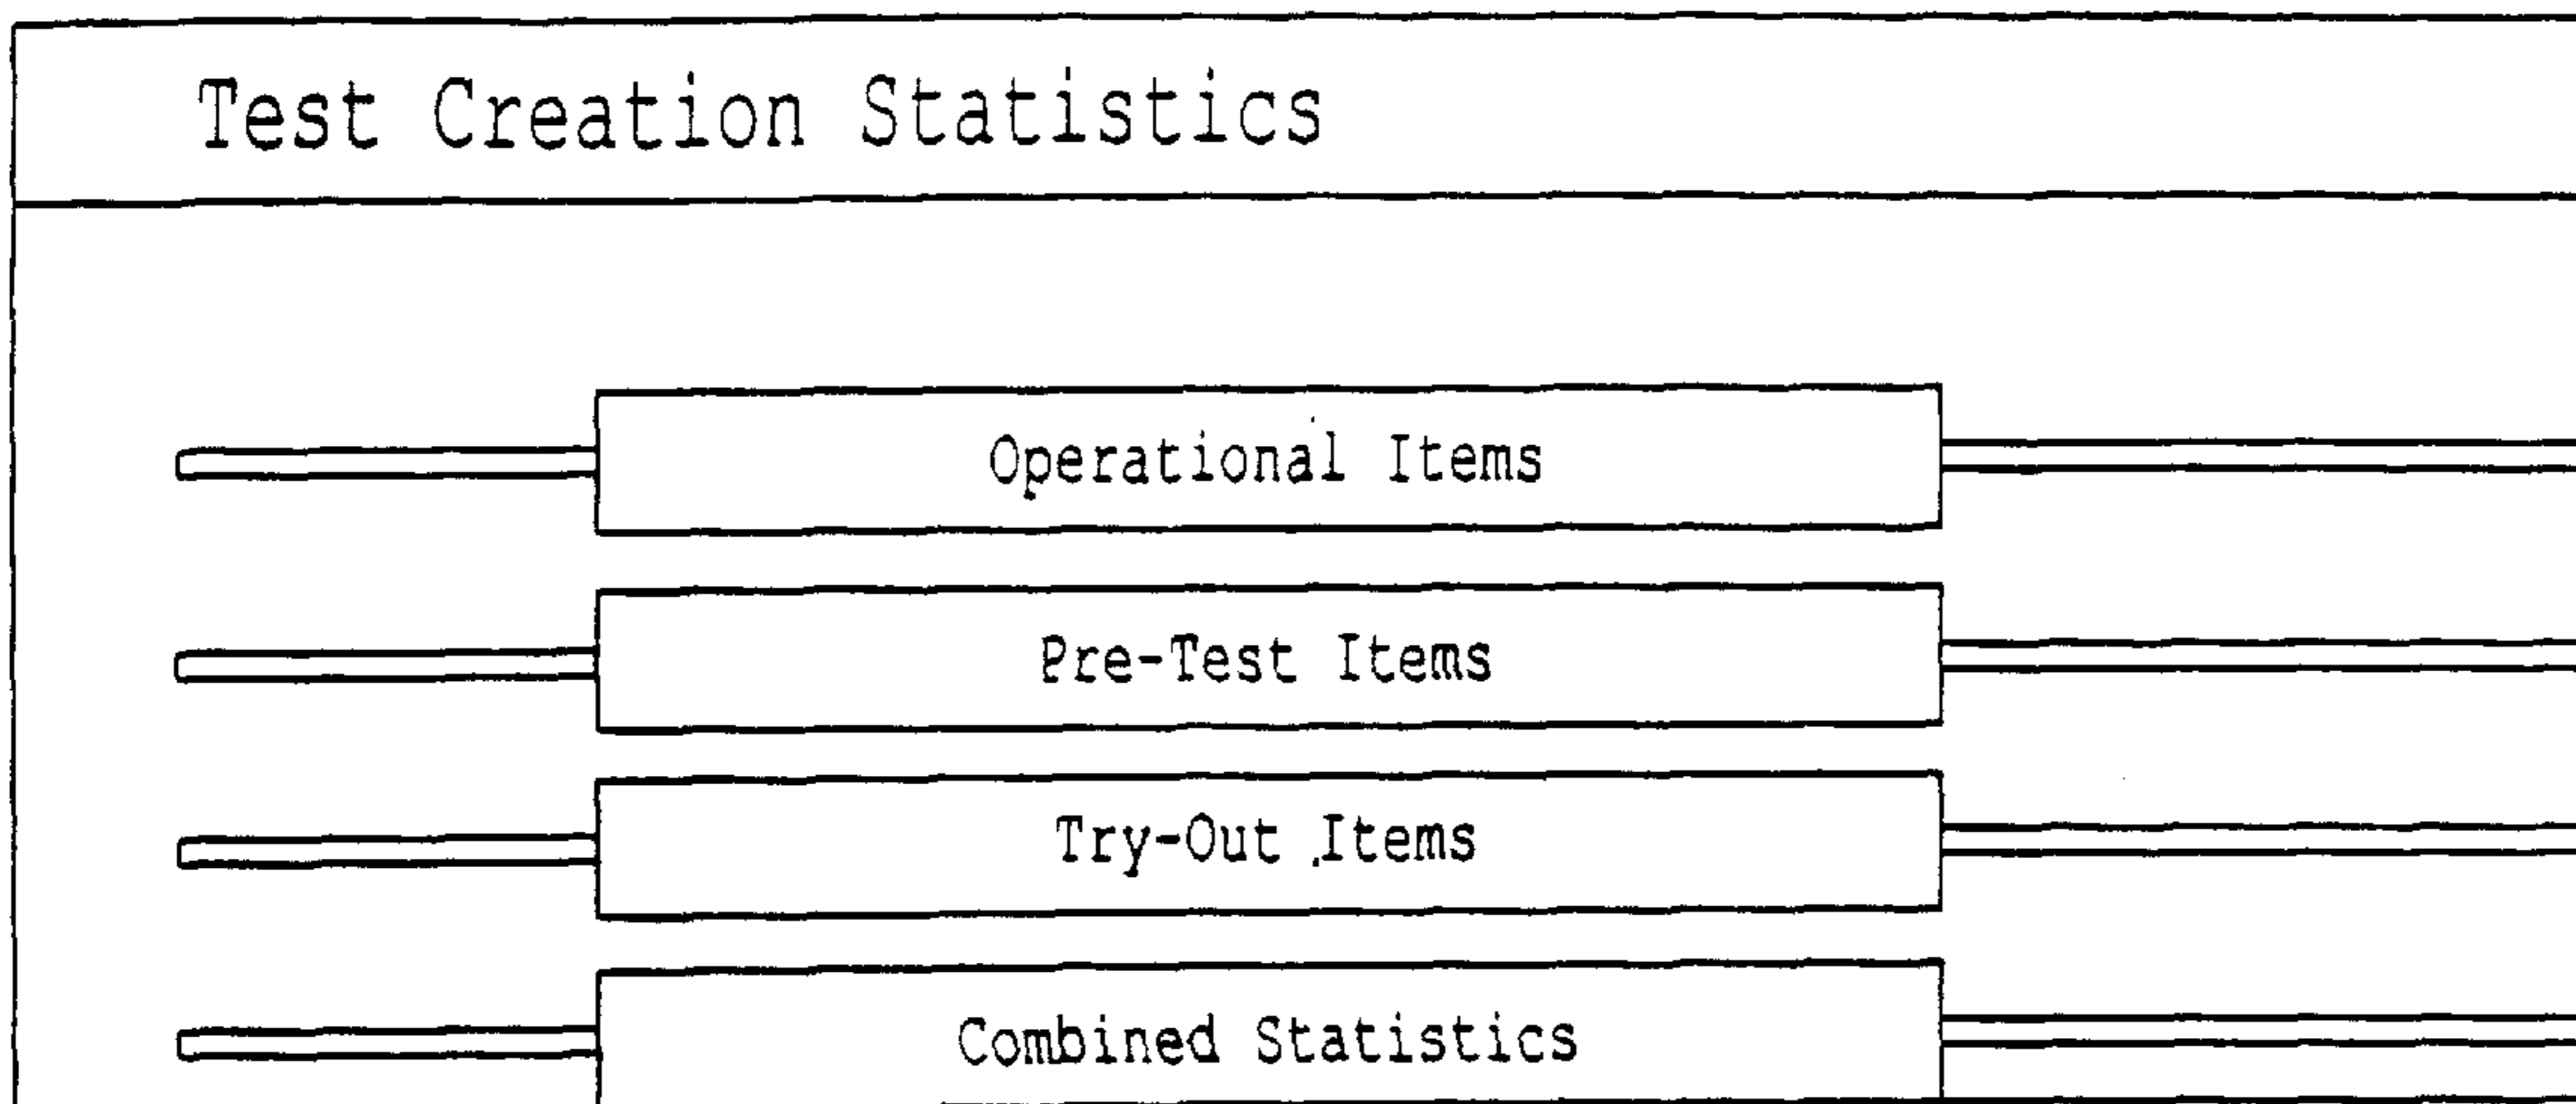 Test Creation Statistics
Operational Items
Pre-Test Items
Try-Out Items
Combined Statistics